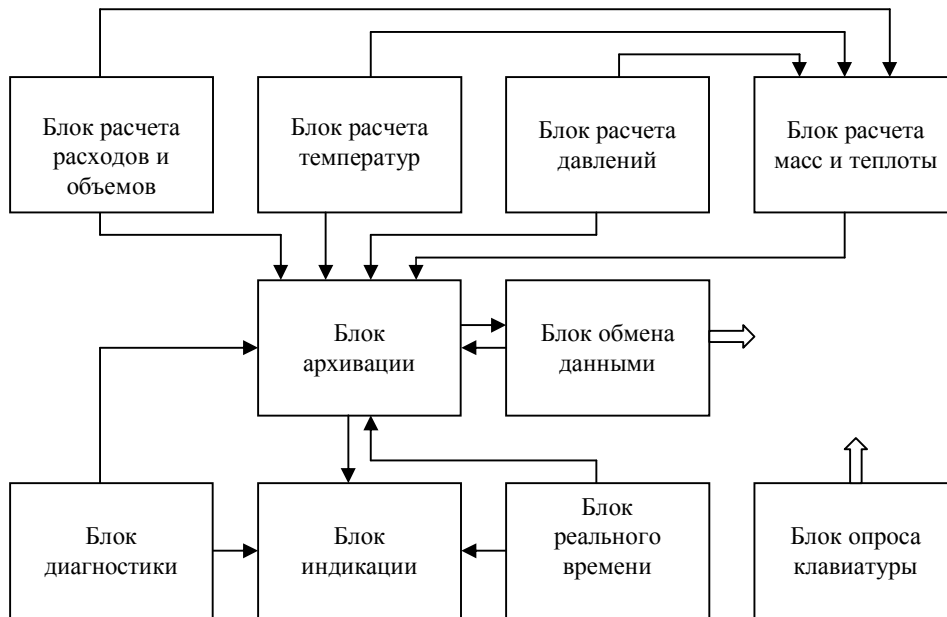 Блок расчета
расходов и
объемов
Блок расчета
температур
Блок расчета
давлений
Блок расчета
масс и теплоты
Блок
архивации
Блок обмена
данными
Блок
диагностики
Блок
индикации
Блок
реального
времени
Блок опроса
клавиатуры